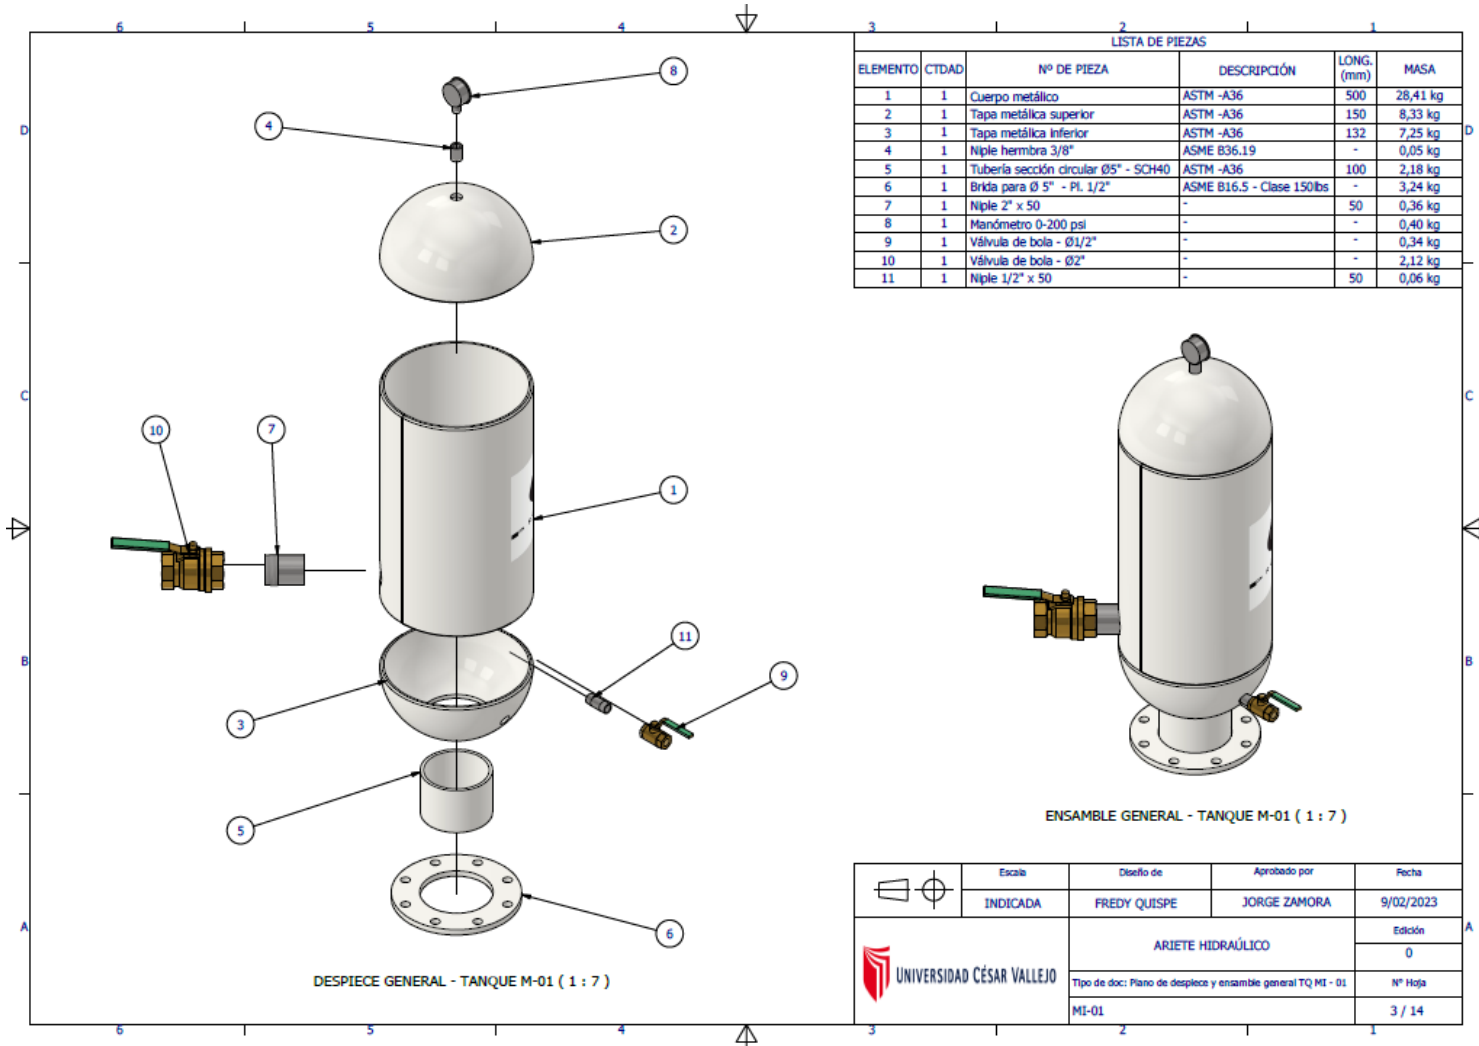 6 5 4 3 2 1
LISTA DE PIEZAS
ELEMENTO CTDAD Nº DE PIEZA DESCRIPCIÓN LONG. (mm) MASA
1 1 Cuerpo metálico ASTM -A36 500 28,41 kg
2 1 Tapa metálica superior ASTM -A36 150 8,33 kg
3 1 Tapa metálica inferior ASTM -A36 132 7,25 kg
4 1 Niple hermbra 3/8" ASME B36.19 - 0,05 kg
5 1 Tubería sección circular Ø5" - SCH40 ASTM -A36 100 2,18 kg
6 1 Brida para Ø 5" - Pl. 1/2" ASME B16.5 - Clase 150lbs - 3,24 kg
7 1 Niple 2" x 50 - 50 0,36 kg
8 1 Manómetro 0-200 psi - - 0,40 kg
9 1 Válvula de bola - Ø1/2" - - 0,34 kg
10 1 Válvula de bola - Ø2" - - 2,12 kg
11 1 Niple 1/2" x 50 - 50 0,06 kg
D D
C C
B B
A A
8
4
2
10
7
1
11
9
3
5
6
DESPIECE GENERAL - TANQUE M-01 ( 1 : 7 )
ENSAMBLE GENERAL - TANQUE M-01 ( 1 : 7 )
Escala Diseño de Aprobado por Fecha
INDICADA FREDY QUISPE JORGE ZAMORA 9/02/2023
ARIETE HIDRAÚLICO
Edición
0
UNIVERSIDAD CÉSAR VALLEJO
Tipo de doc: Plano de despiece y ensamble general TQ MI - 01
Nº Hoja
MI-01
3 / 14
6 5 4 3 2 1